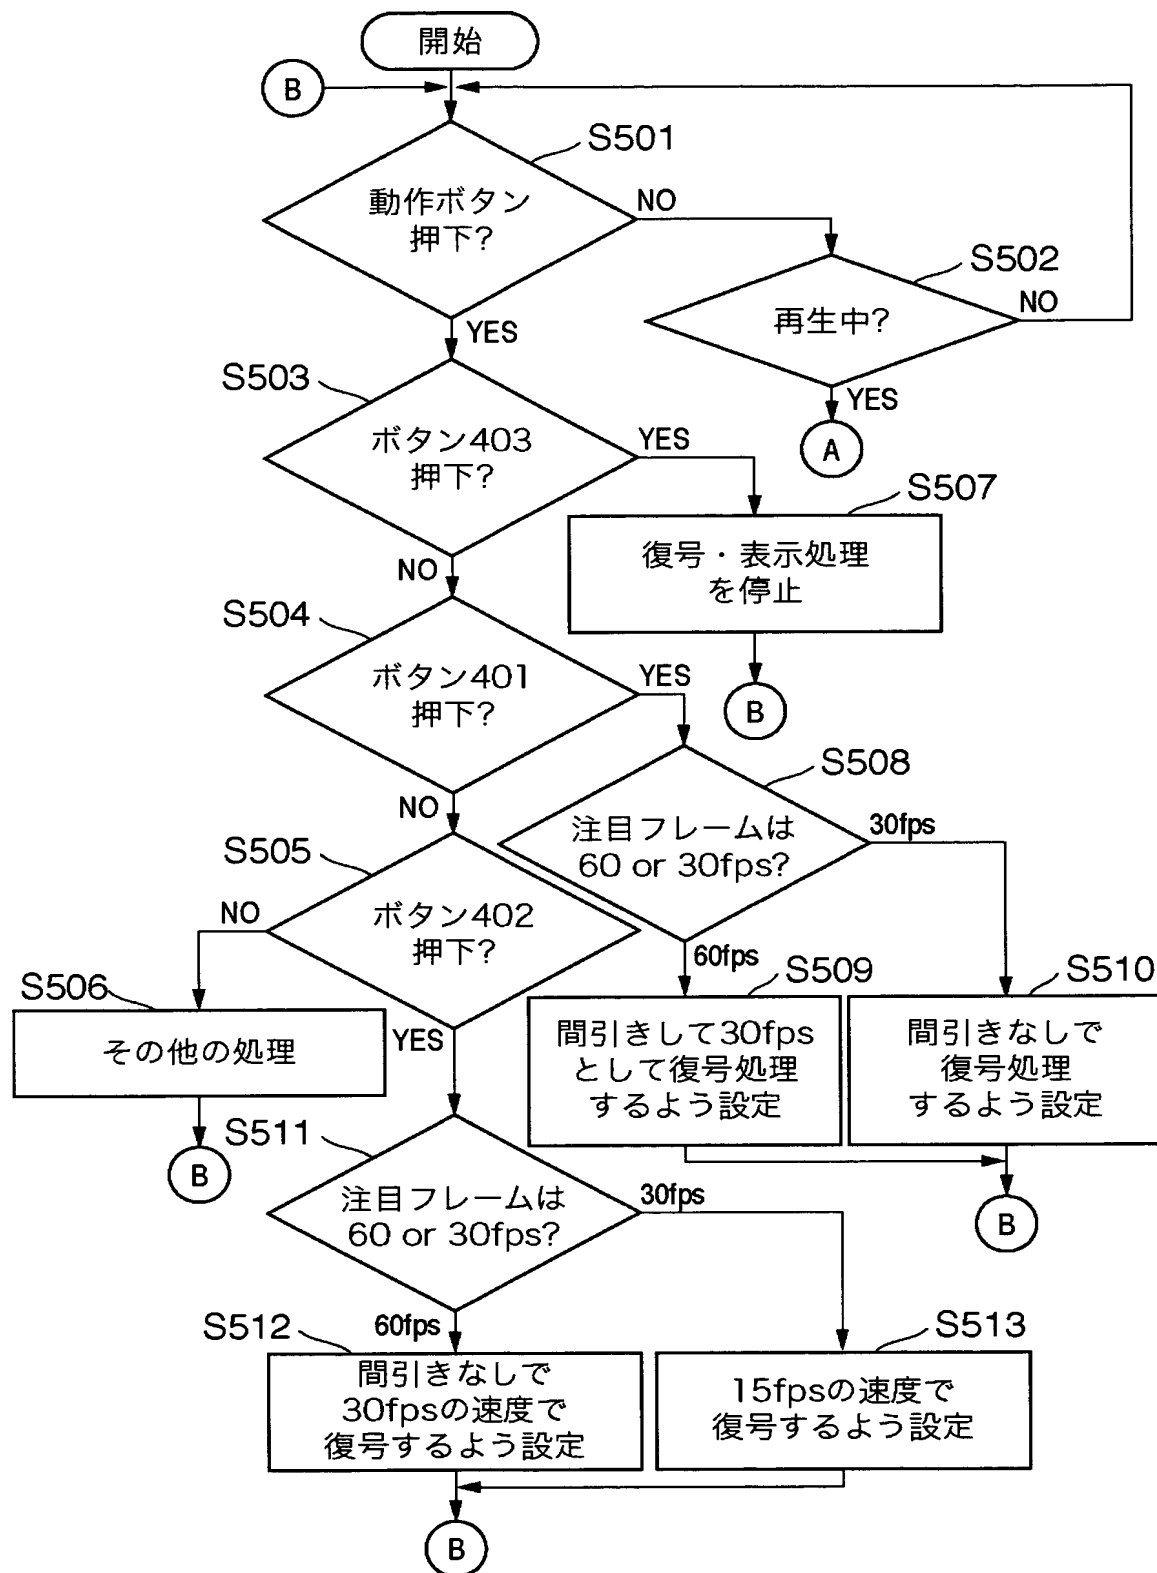 開始
B
S501
動作ボタン
押下?
NO
S502
再生中?
NO
YES
YES
A
S503
ボタン403
押下?
YES
S507
復号・表示処理
を停止
NO
B
S504
ボタン401
押下?
YES
S508
注目フレームは
60 or 30fps?
30fps
NO
60fps
S505
ボタン402
押下?
NO
YES
S506
その他の処理
B
S509
間引きして30fps
として復号処理
するよう設定
S510
間引きなしで
復号処理
するよう設定
B
S511
注目フレームは
60 or 30fps?
30fps
60fps
S512
間引きなしで
30fpsの速度で
復号するよう設定
S513
15fpsの速度で
復号するよう設定
B